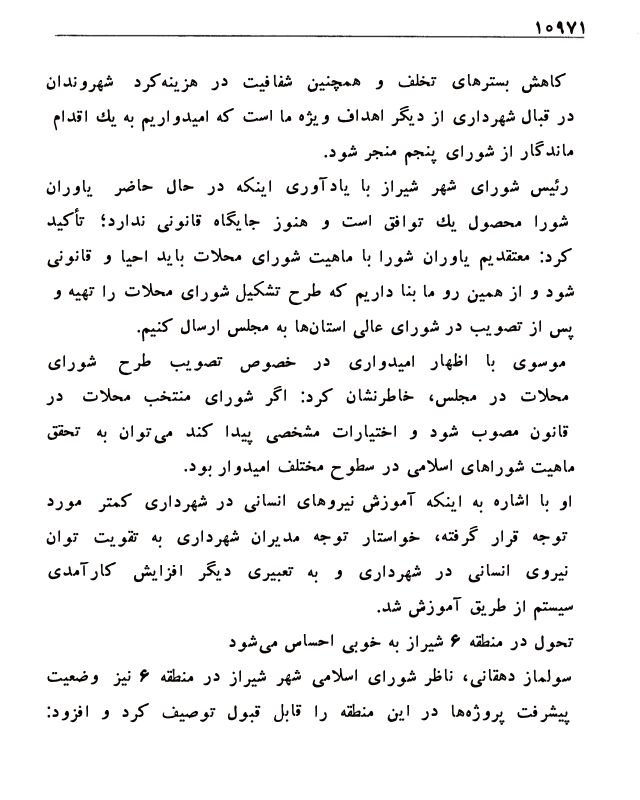 ۱۰۹۷۱
کاهش بسترهای تخلف و همچنین شفافیت در هزینه‌کرد شهروندان
در قبال شهرداری از دیگر اهداف ویژه ما است که امیدواریم به یك اقدام
ماندگار از شورای پنجم منجر شود.
رئیس شورای شهر شیراز با یادآوری اینکه در حال حاضر یاوران
شورا محصول یك توافق است و هنوز جایگاه قانونی ندارد؛ تأکید
کرد: معتقدیم یاوران شورا با ماهیت شورای محلات باید احیا و قانونی
شود و از همین رو ما بنا داریم که طرح تشکیل شورای محلات را تهیه و
پس از تصویب در شورای عالی استان‌ها به مجلس ارسال کنیم.
موسوی با اظهار امیدواری در خصوص تصویب طرح شورای
محلات در مجلس، خاطرنشان کرد: اگر شورای منتخب محلات در
قانون مصوب شود و اختیارات مشخصی پیدا کند می‌توان به تحقق
ماهیت شوراهای اسلامی در سطوح مختلف امیدوار بود.
او با اشاره به اینکه آموزش نیروهای انسانی در شهرداری کمتر مورد
توجه قرار گرفته، خواستار توجه مدیران شهرداری به تقویت توان
نیروی انسانی در شهرداری و به تعبیری دیگر افزایش کارآمدی
سیستم از طریق آموزش شد.
تحول در منطقه ۶ شیراز به خوبی احساس می‌شود
سولماز دهقانی، ناظر شورای اسلامی شهر شیراز در منطقه ۶ نیز وضعیت
پیشرفت پروژه‌ها در این منطقه را قابل قبول توصیف کرد و افزود: